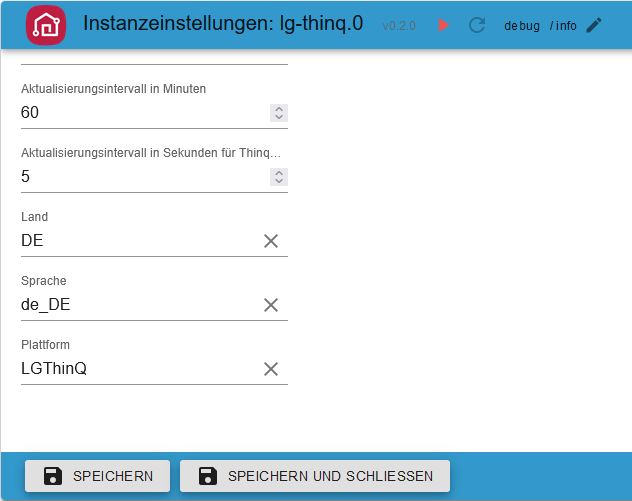 Instanzeinstellungen: lg-thinq.0 v0.2.0 debug / info
Aktualisierungsintervall in Minuten
60
Aktualisierungsintervall in Sekunden für Thinq...
5
Land
DE
Sprache
de_DE
Plattform
LGThinQ
SPEICHERN SPEICHERN UND SCHLIESSEN